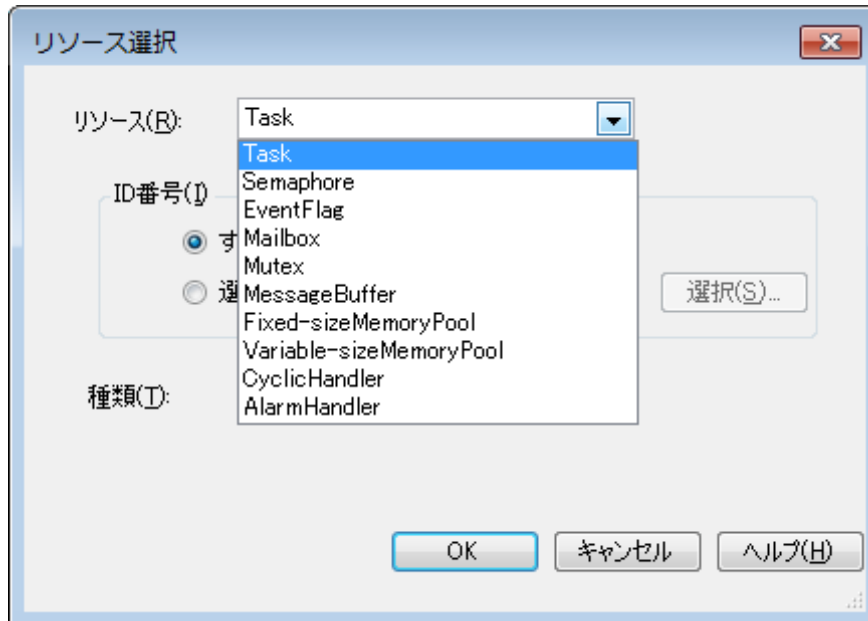 リソース選択
リソース(R):
Task
Task
Semaphore
EventFlag
Mailbox
Mutex
MessageBuffer
Fixed-sizeMemoryPool
Variable-sizeMemoryPool
CyclicHandler
AlarmHandler
ID番号(I)
す
選
選択(S)...
種類(T):
OK
キャンセル
ヘルプ(H)